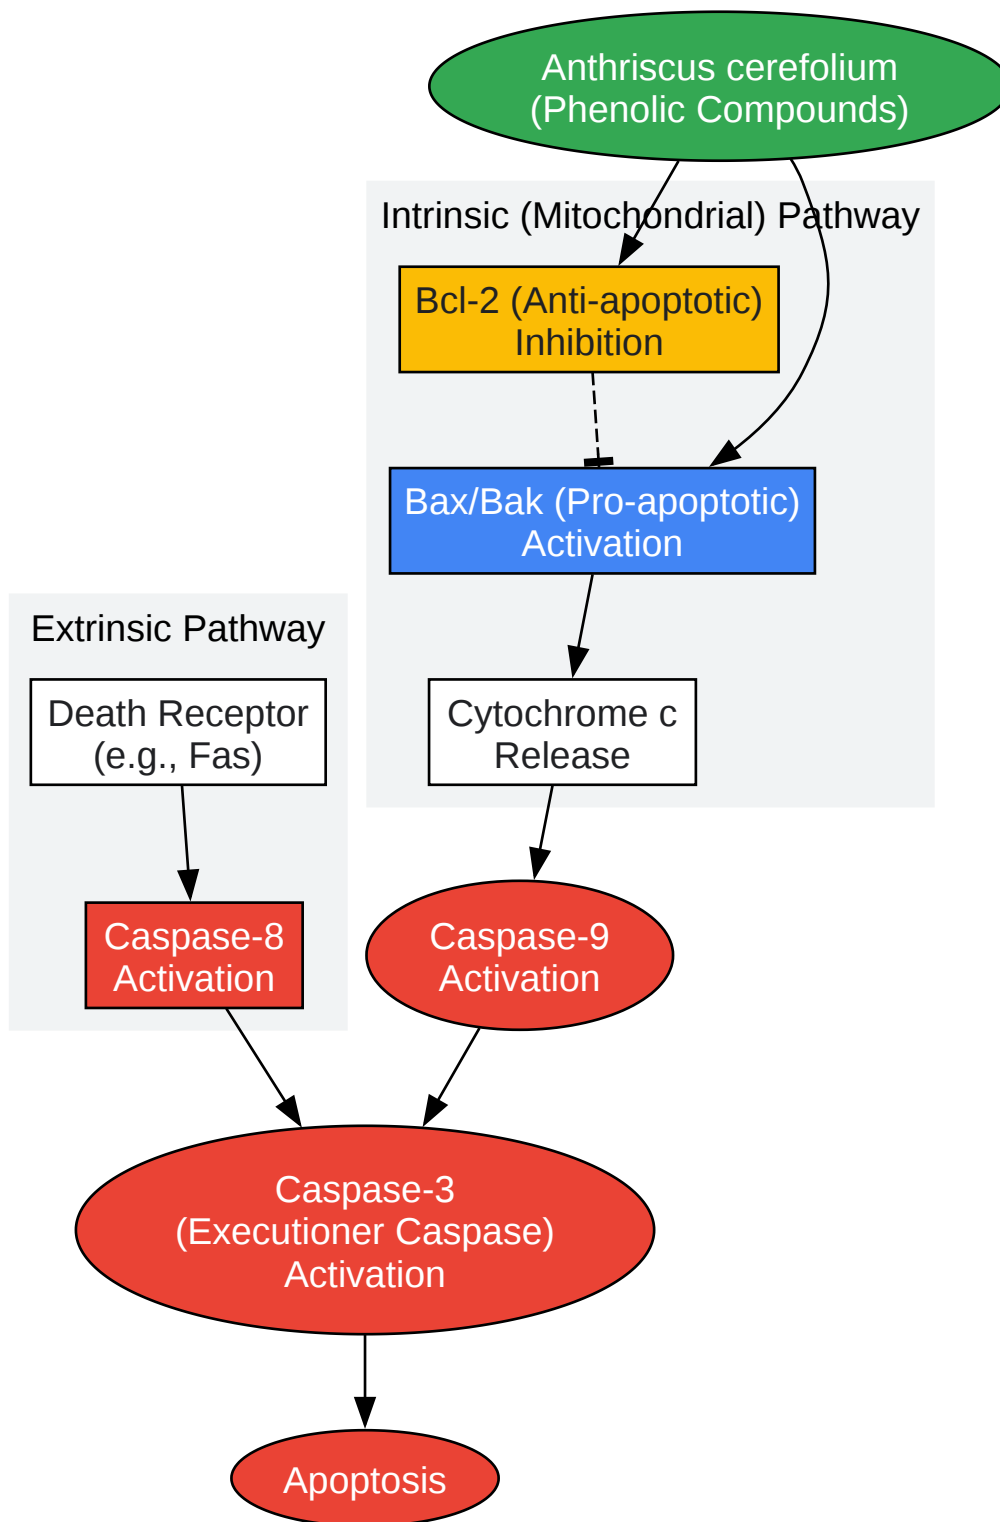 Anthriscus cerefolium
(Phenolic Compounds)
Intrinsic (Mitochondrial) Pathway
Bcl-2 (Anti-apoptotic)
Inhibition
Bax/Bak (Pro-apoptotic)
Activation
Extrinsic Pathway
Death Receptor
(e.g., Fas)
Cytochrome c
Release
Caspase-8
Activation
Caspase-9
Activation
Caspase-3
(Executioner Caspase)
Activation
Apoptosis